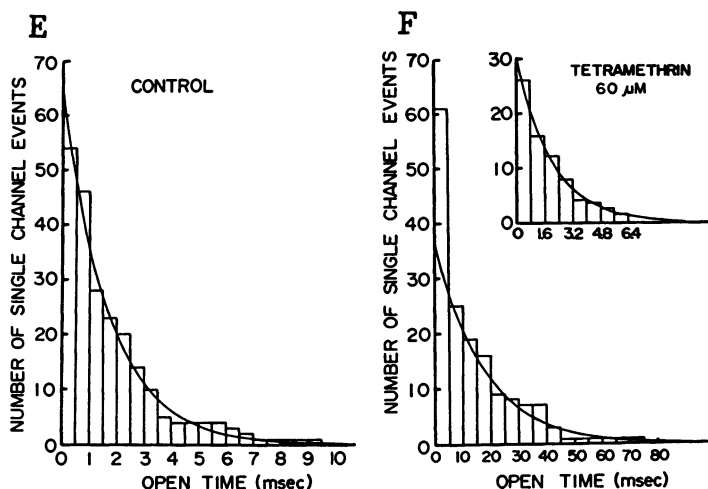 E
CONTROL
NUMBER OF SINGLE CHANNEL EVENTS
70
60
50
40
30
20
10
0
0 1 2 3 4 5 6 7 8 9 10
OPEN TIME (msec)
F
NUMBER OF SINGLE CHANNEL EVENTS
70
60
50
40
30
20
10
0
0 10 20 30 40 50 60 70 80
OPEN TIME (msec)
TETRAMETHRIN
60 µM
30
20
10
0
0 1.6 3.2 4.8 6.4